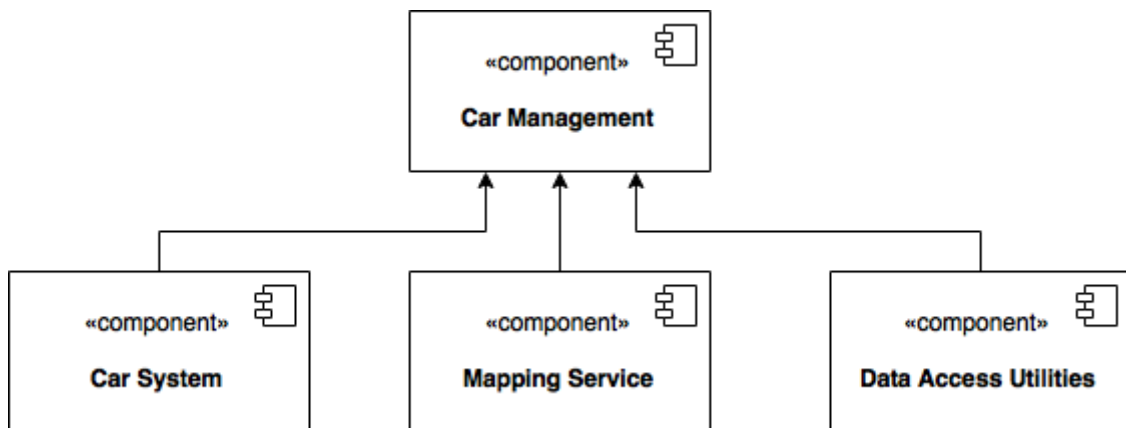 «component»
Car Management
«component»
Car System
«component»
Mapping Service
«component»
Data Access Utilities